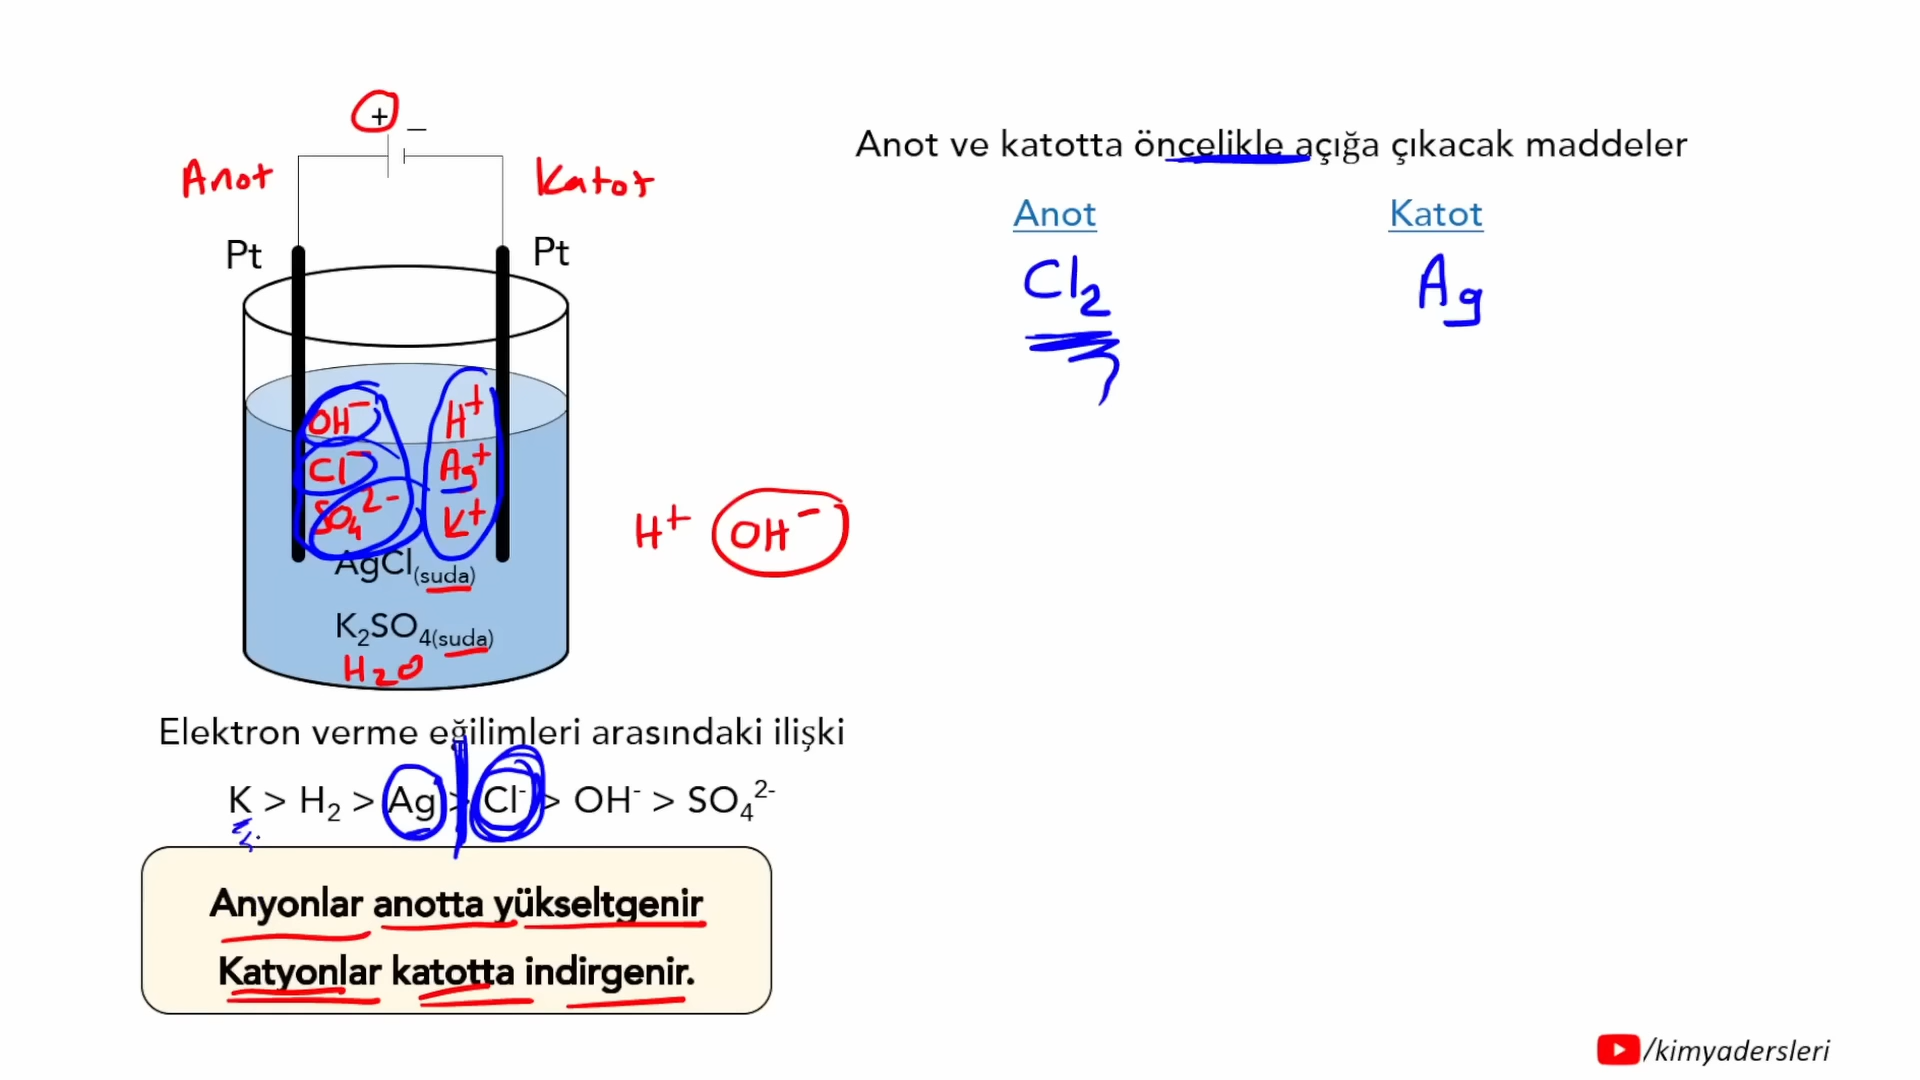 + −
Anot ve katotta öncelikle açığa çıkacak maddeler
Anot Katot
Anot Katot
Pt Pt
Cl₂ Ag
OH⁻ H⁺
Cl⁻ Ag⁺
SO₄²⁻ K⁺
H⁺ OH⁻
AgCl(suda)
K₂SO₄(suda)
H₂O
Elektron verme eğilimleri arasındaki ilişki
K > H₂ > Ag > Cl⁻ > OH⁻ > SO₄²⁻
Anyonlar anotta yükseltgenir
Katyonlar katotta indirgenir.
/kimyadersleri